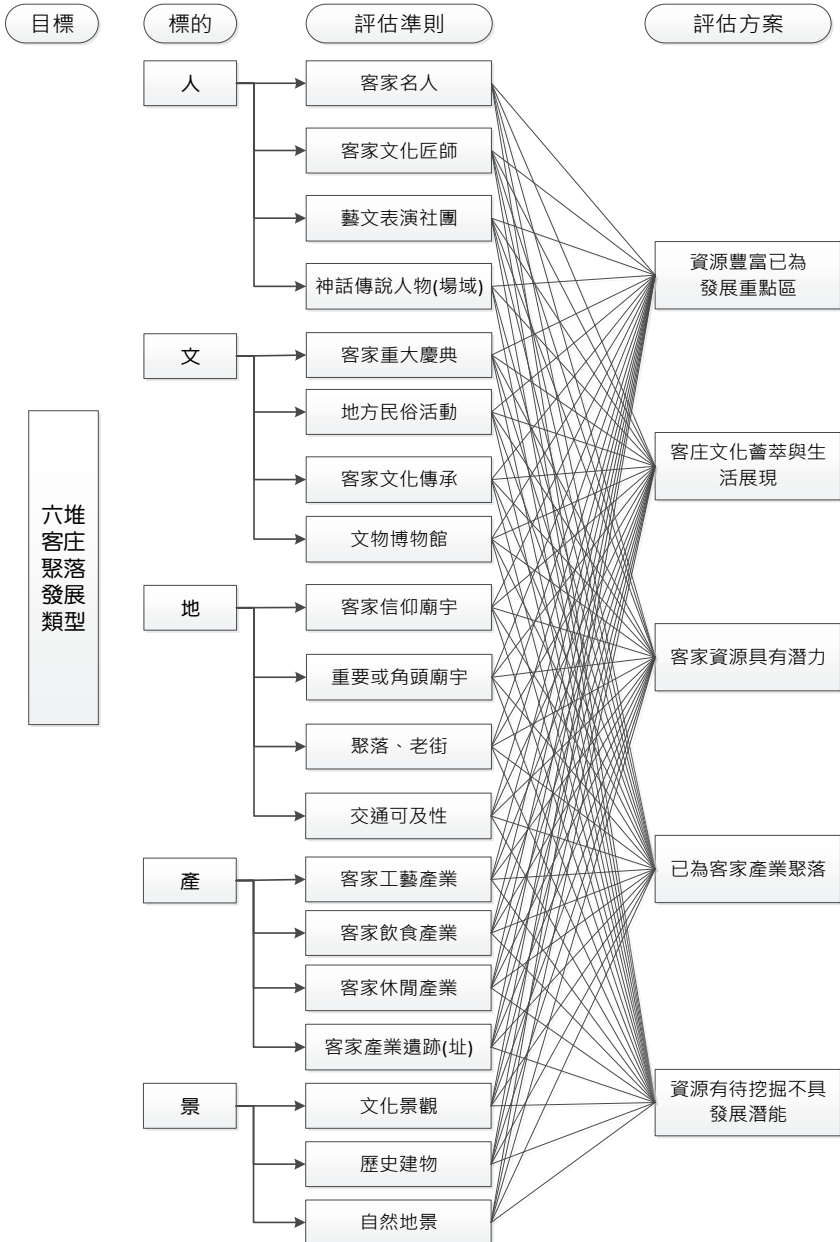 目標
標的
評估準則
評估方案
人
客家名人
客家文化匠師
藝文表演社團
神話傳說人物(場域)
文
客家重大慶典
地方民俗活動
客家文化傳承
文物博物館
地
客家信仰廟宇
重要或角頭廟宇
聚落、老街
交通可及性
產
客家工藝產業
客家飲食產業
客家休閒產業
客家產業遺跡(址)
景
文化景觀
歷史建物
自然地景
六堆
客庄
聚落
發展
類型
資源豐富已為
發展重點區
客庄文化薈萃與生
活展現
客家資源具有潛力
已為客家產業聚落
資源有待挖掘不具
發展潛能